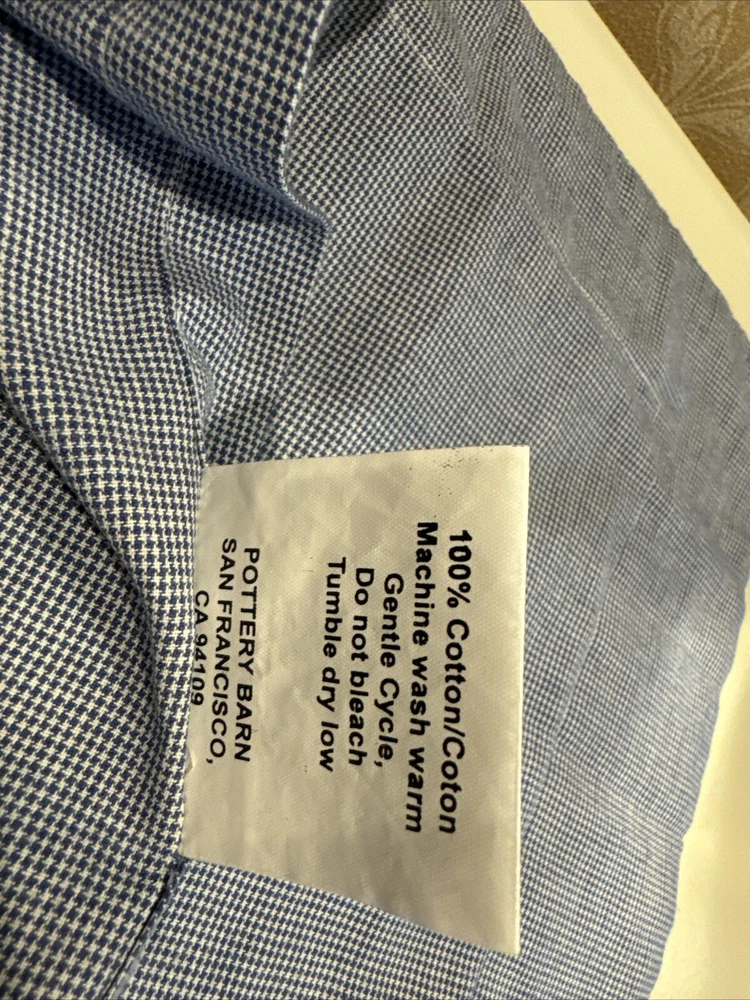 100% Cotton/Coton
Machine wash warm
Gentle Cycle,
Do not bleach
Tumble dry low
POTTERY BARN
SAN FRANCISCO,
CA 94109